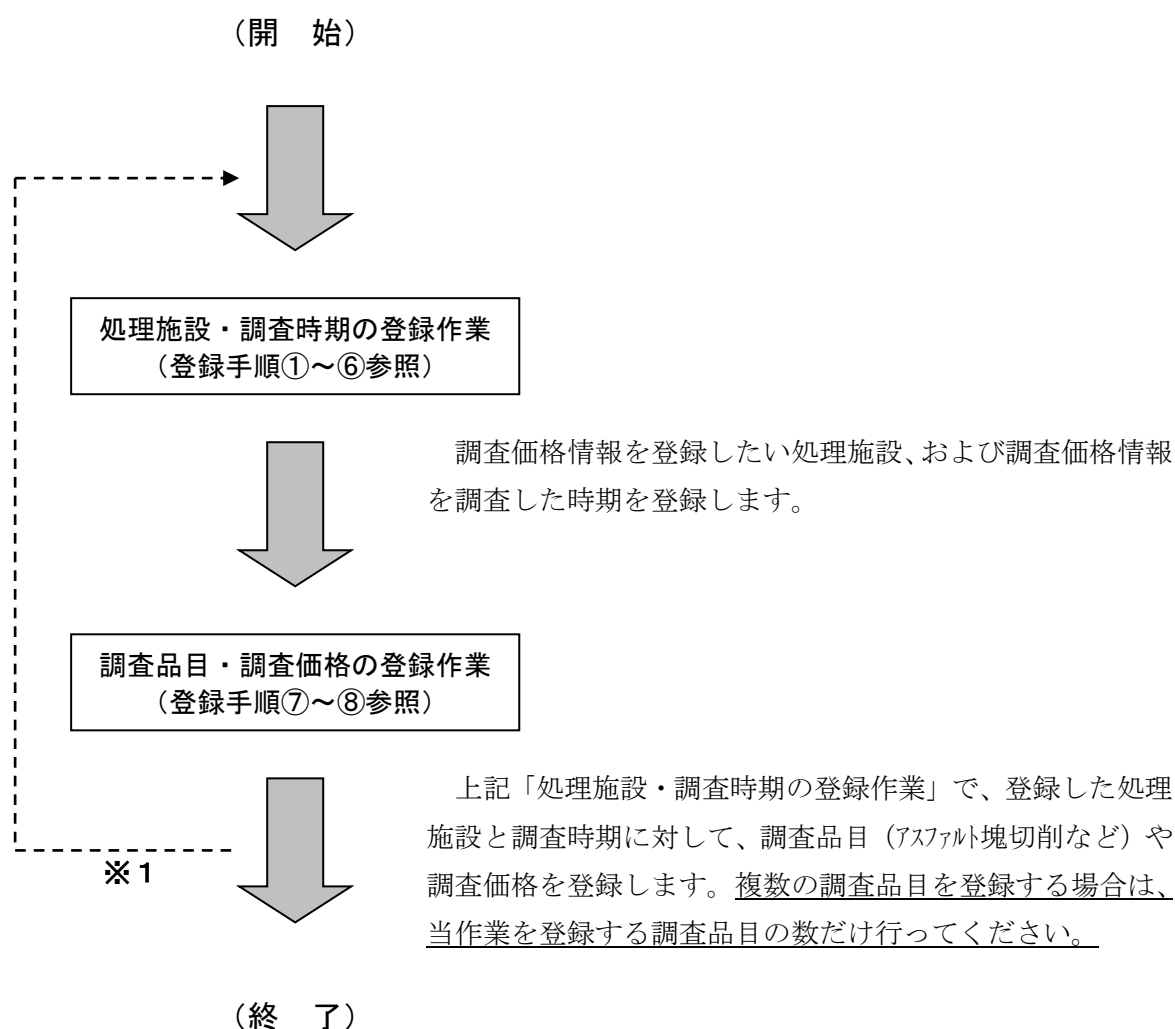 （開　始）
処理施設・調査時期の登録作業
（登録手順①～⑥参照）
調査価格情報を登録したい処理施設、および調査価格情報
を調査した時期を登録します。
調査品目・調査価格の登録作業
（登録手順⑦～⑧参照）
上記「処理施設・調査時期の登録作業」で、登録した処理
施設と調査時期に対して、調査品目（ｱｽﾌｧﾙﾄ塊切削など）や
調査価格を登録します。複数の調査品目を登録する場合は、
当作業を登録する調査品目の数だけ行ってください。
※１
（終　了）